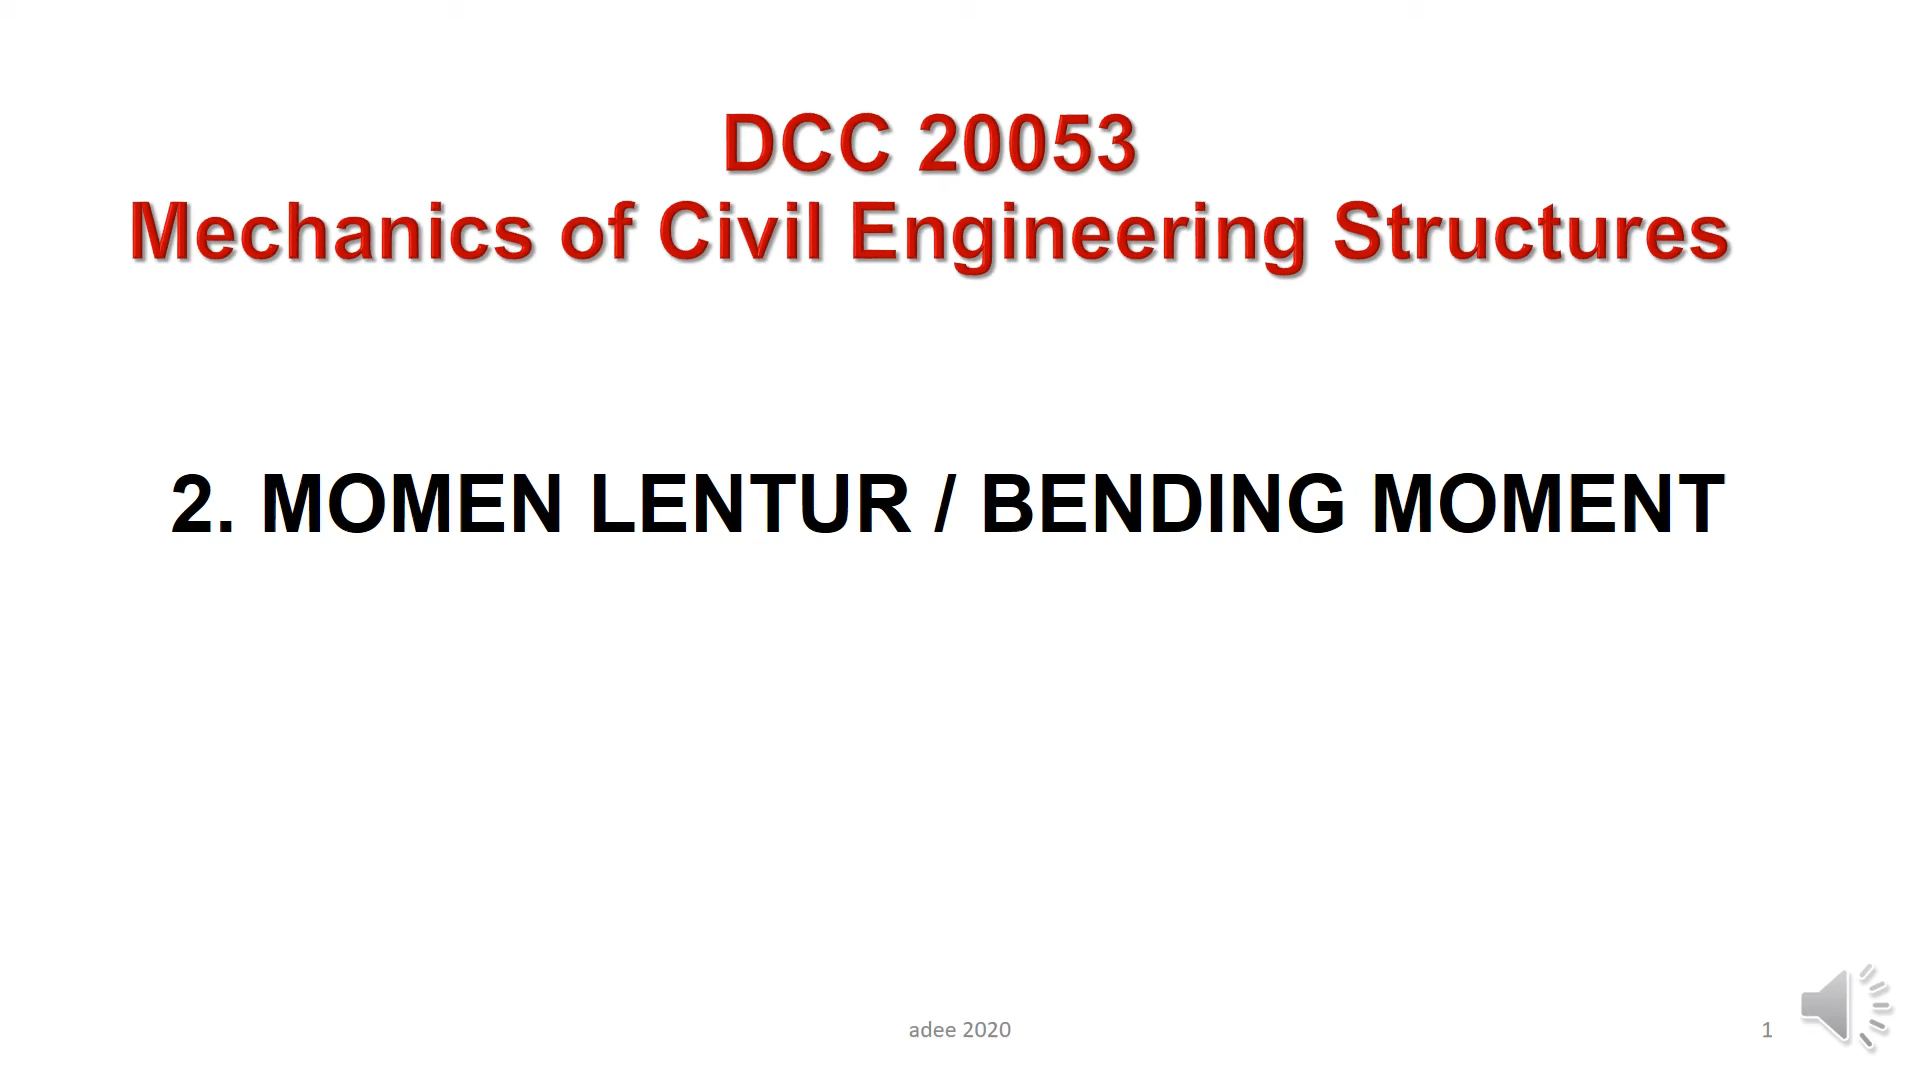 DCC 20053
Mechanics of Civil Engineering Structures
2. MOMEN LENTUR / BENDING MOMENT
adee 2020
1